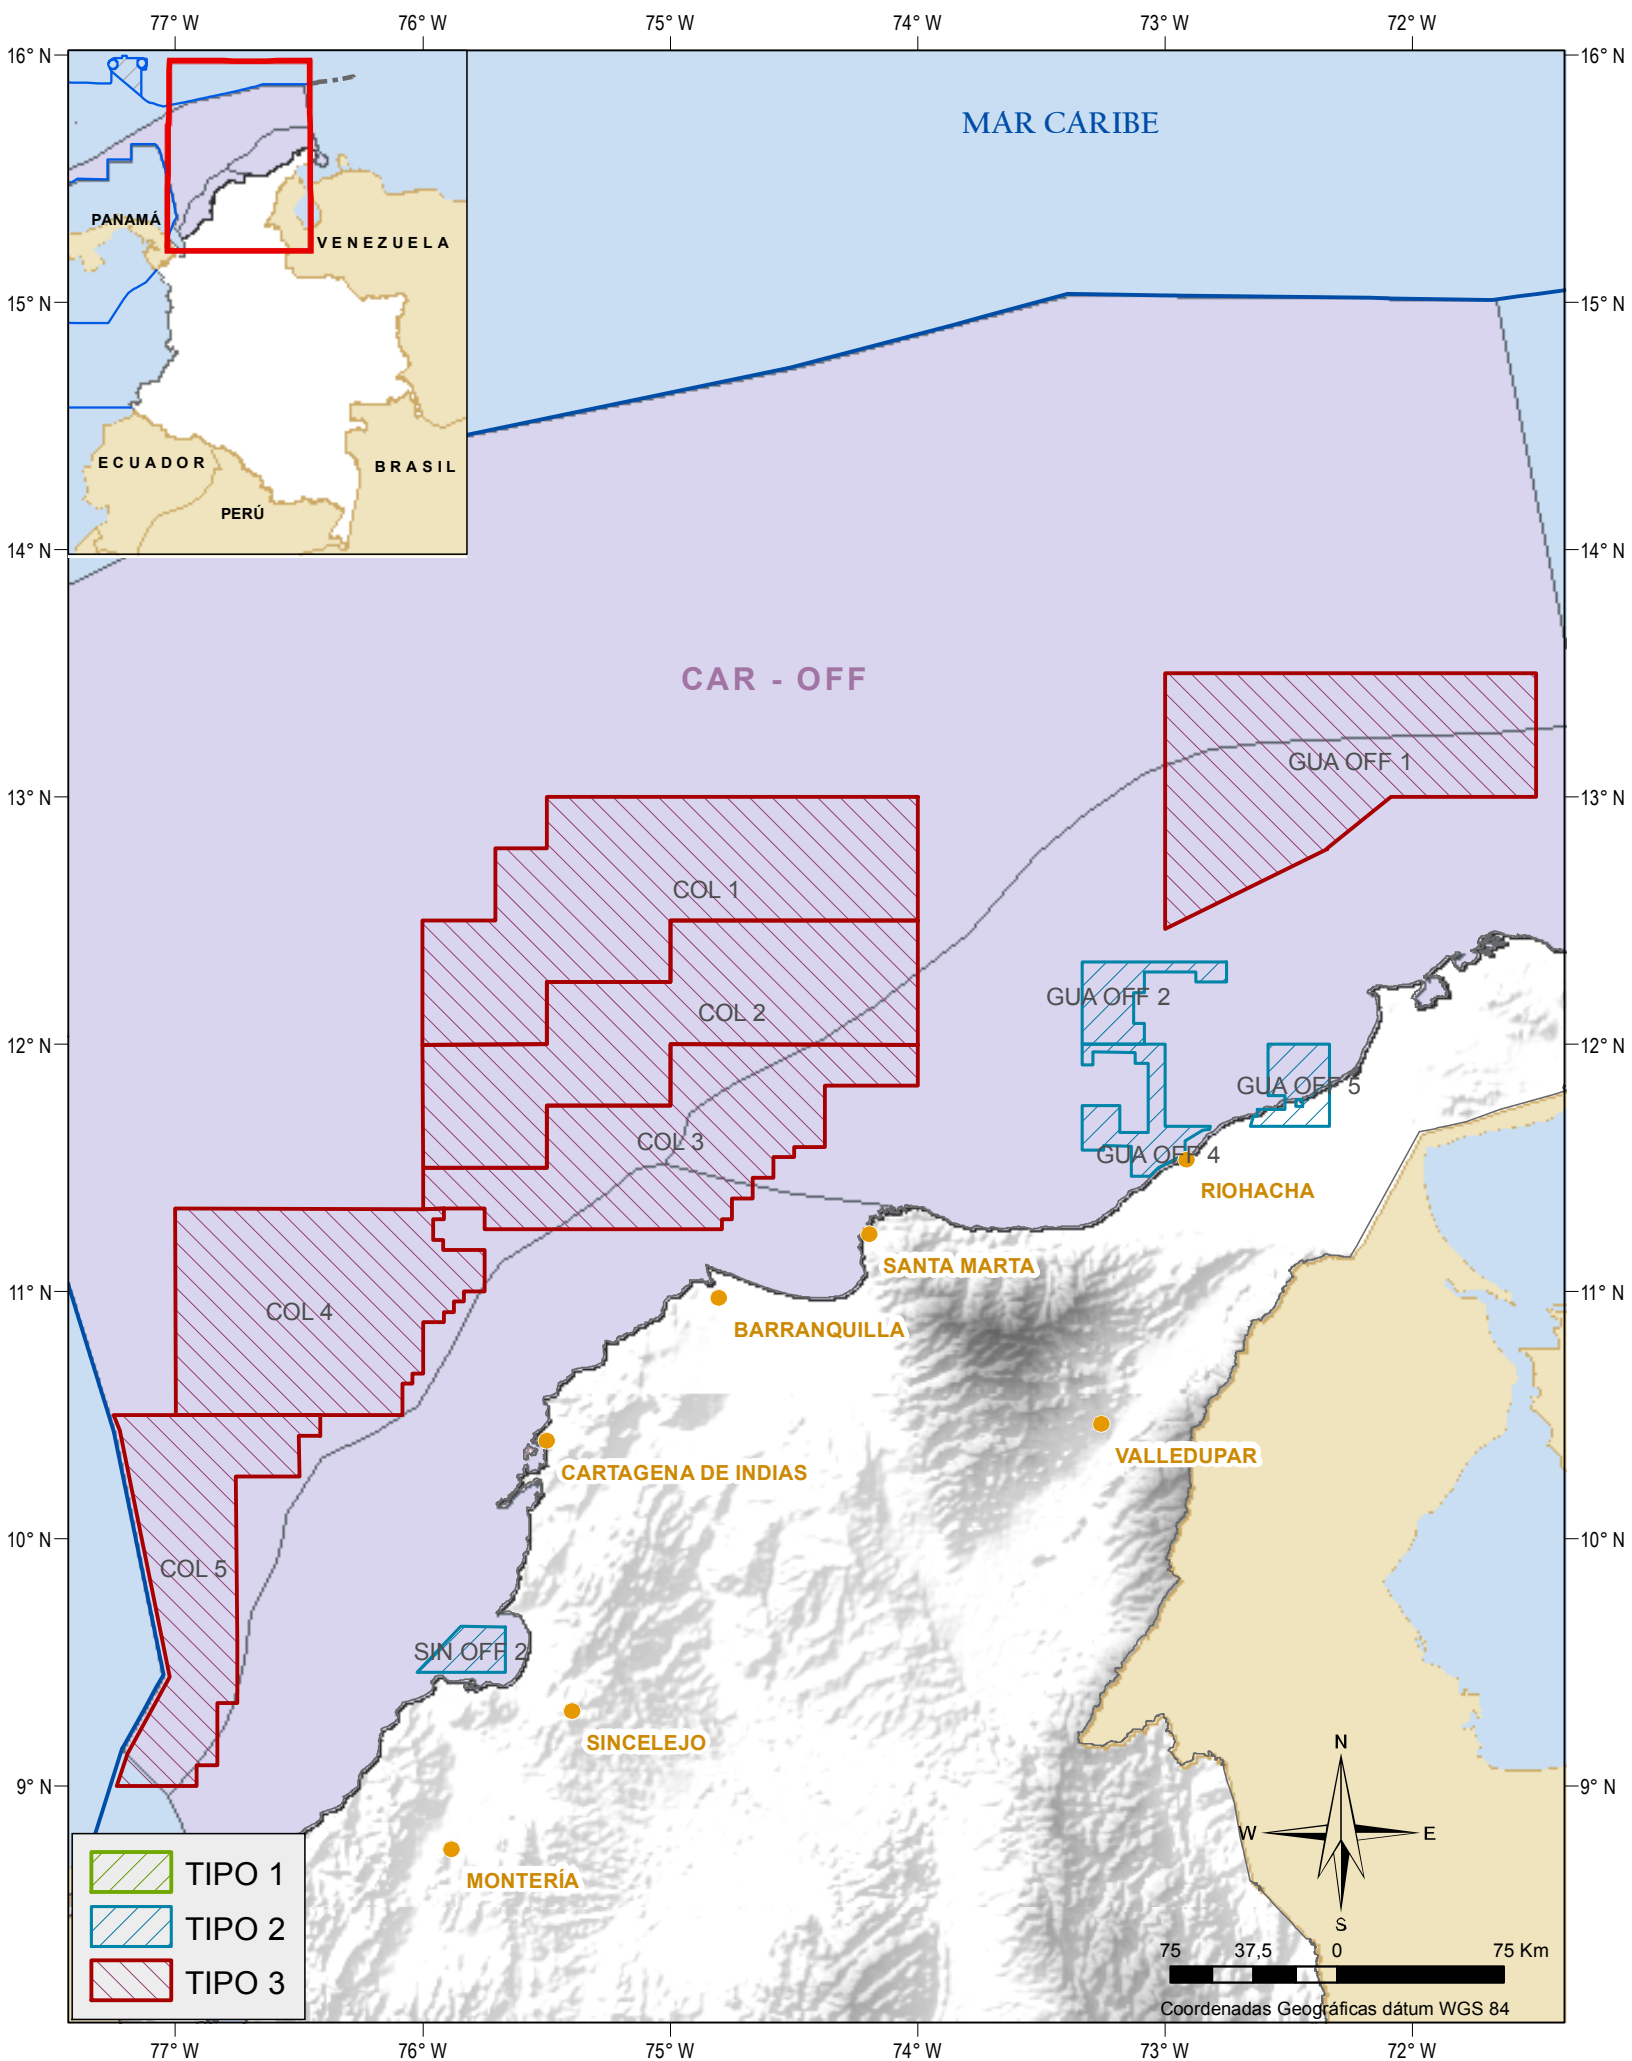 77° W 76° W 75° W 74° W 73° W 72° W
16° N 16° N
MAR CARIBE
PANAMÁ
VENEZUELA
15° N 15° N
ECUADOR
BRASIL
PERÚ
14° N 14° N
CAR - OFF
GUA OFF 1
13° N 13° N
COL 1
GUA OFF 2
COL 2
12° N 12° N
GUA OFF 5
COL 3
GUA OFF 4
RIOHACHA
SANTA MARTA
11° N 11° N
COL 4
BARRANQUILLA
VALLEDUPAR
CARTAGENA DE INDIAS
10° N 10° N
COL 5
SIN OFF 2
SINCELEJO
N
9° N 9° N
W E
TIPO 1
MONTERÍA
TIPO 2
S
75 37,5 0 75 Km
TIPO 3
Coordenadas Geográficas dátum WGS 84
77° W 76° W 75° W 74° W 73° W 72° W